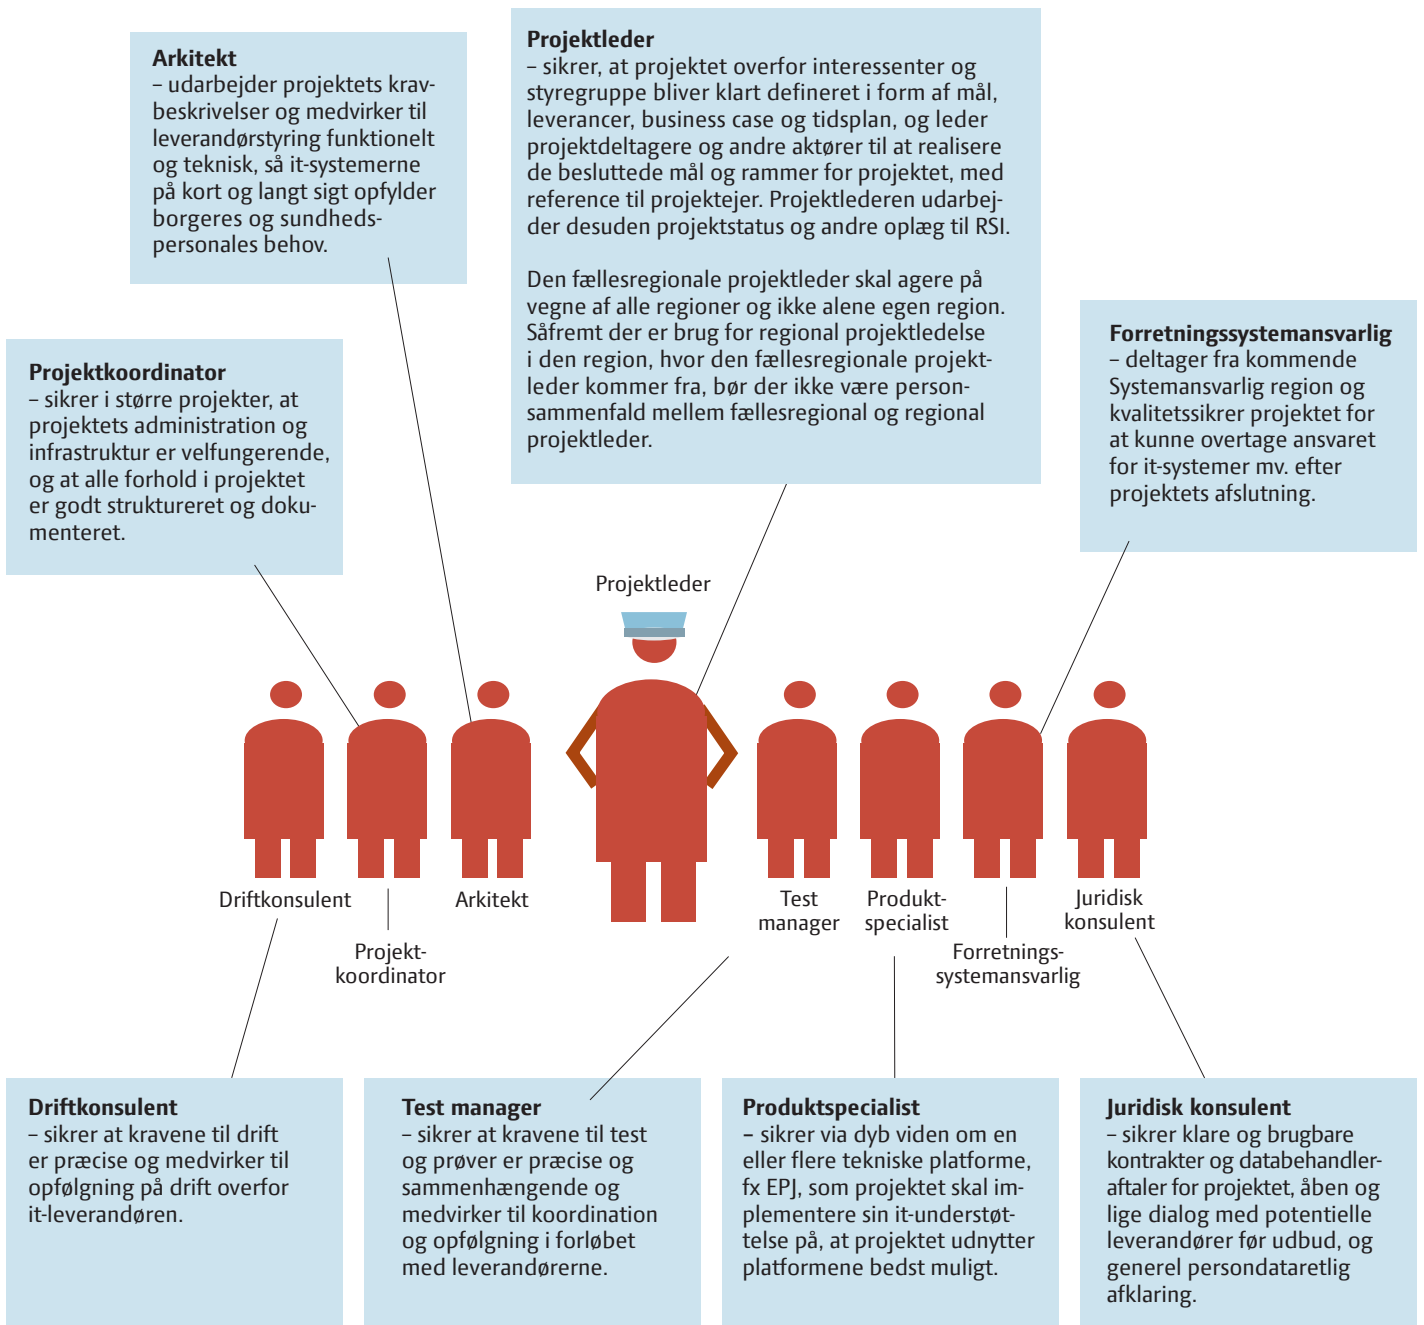 Arkitekt
– udarbejder projektets krav-
beskrivelser og medvirker til
leverandørstyring funktionelt
og teknisk, så it-systemerne
på kort og langt sigt opfylder
borgeres og sundheds-
personales behov.
Projektleder
– sikrer, at projektet overfor interessenter og
styregruppe bliver klart defineret i form af mål,
leverancer, business case og tidsplan, og leder
projektdeltagere og andre aktører til at realisere
de besluttede mål og rammer for projektet, med
reference til projektejer. Projektlederen udarbej-
der desuden projektstatus og andre oplæg til RSI.
Den fællesregionale projektleder skal agere på
vegne af alle regioner og ikke alene egen region.
Såfremt der er brug for regional projektledelse
i den region, hvor den fællesregionale projekt-
leder kommer fra, bør der ikke være person-
sammenfald mellem fællesregional og regional
projektleder.
Forretningssystemansvarlig
– deltager fra kommende
Systemansvarlig region og
kvalitetssikrer projektet for
at kunne overtage ansvaret
for it-systemer mv. efter
projektets afslutning.
Projektkoordinator
– sikrer i større projekter, at
projektets administration og
infrastruktur er velfungerende,
og at alle forhold i projektet
er godt struktureret og doku-
menteret.
Projektleder
Driftkonsulent
Projekt-
koordinator
Arkitekt
Test
manager
Produkt-
specialist
Forretnings-
systemansvarlig
Juridisk
konsulent
Driftkonsulent
– sikrer at kravene til drift
er præcise og medvirker til
opfølgning på drift overfor
it-leverandøren.
Test manager
– sikrer at kravene til test
og prøver er præcise og
sammenhængende og
medvirker til koordination
og opfølgning i forløbet
med leverandørerne.
Produktspecialist
– sikrer via dyb viden om en
eller flere tekniske platforme,
fx EPJ, som projektet skal im-
plementere sin it-understøt-
telse på, at projektet udnytter
platformene bedst muligt.
Juridisk konsulent
– sikrer klare og brugbare
kontrakter og databehandler-
aftaler for projektet, åben og
lige dialog med potentielle
leverandører før udbud, og
generel persondataretlig
afklaring.